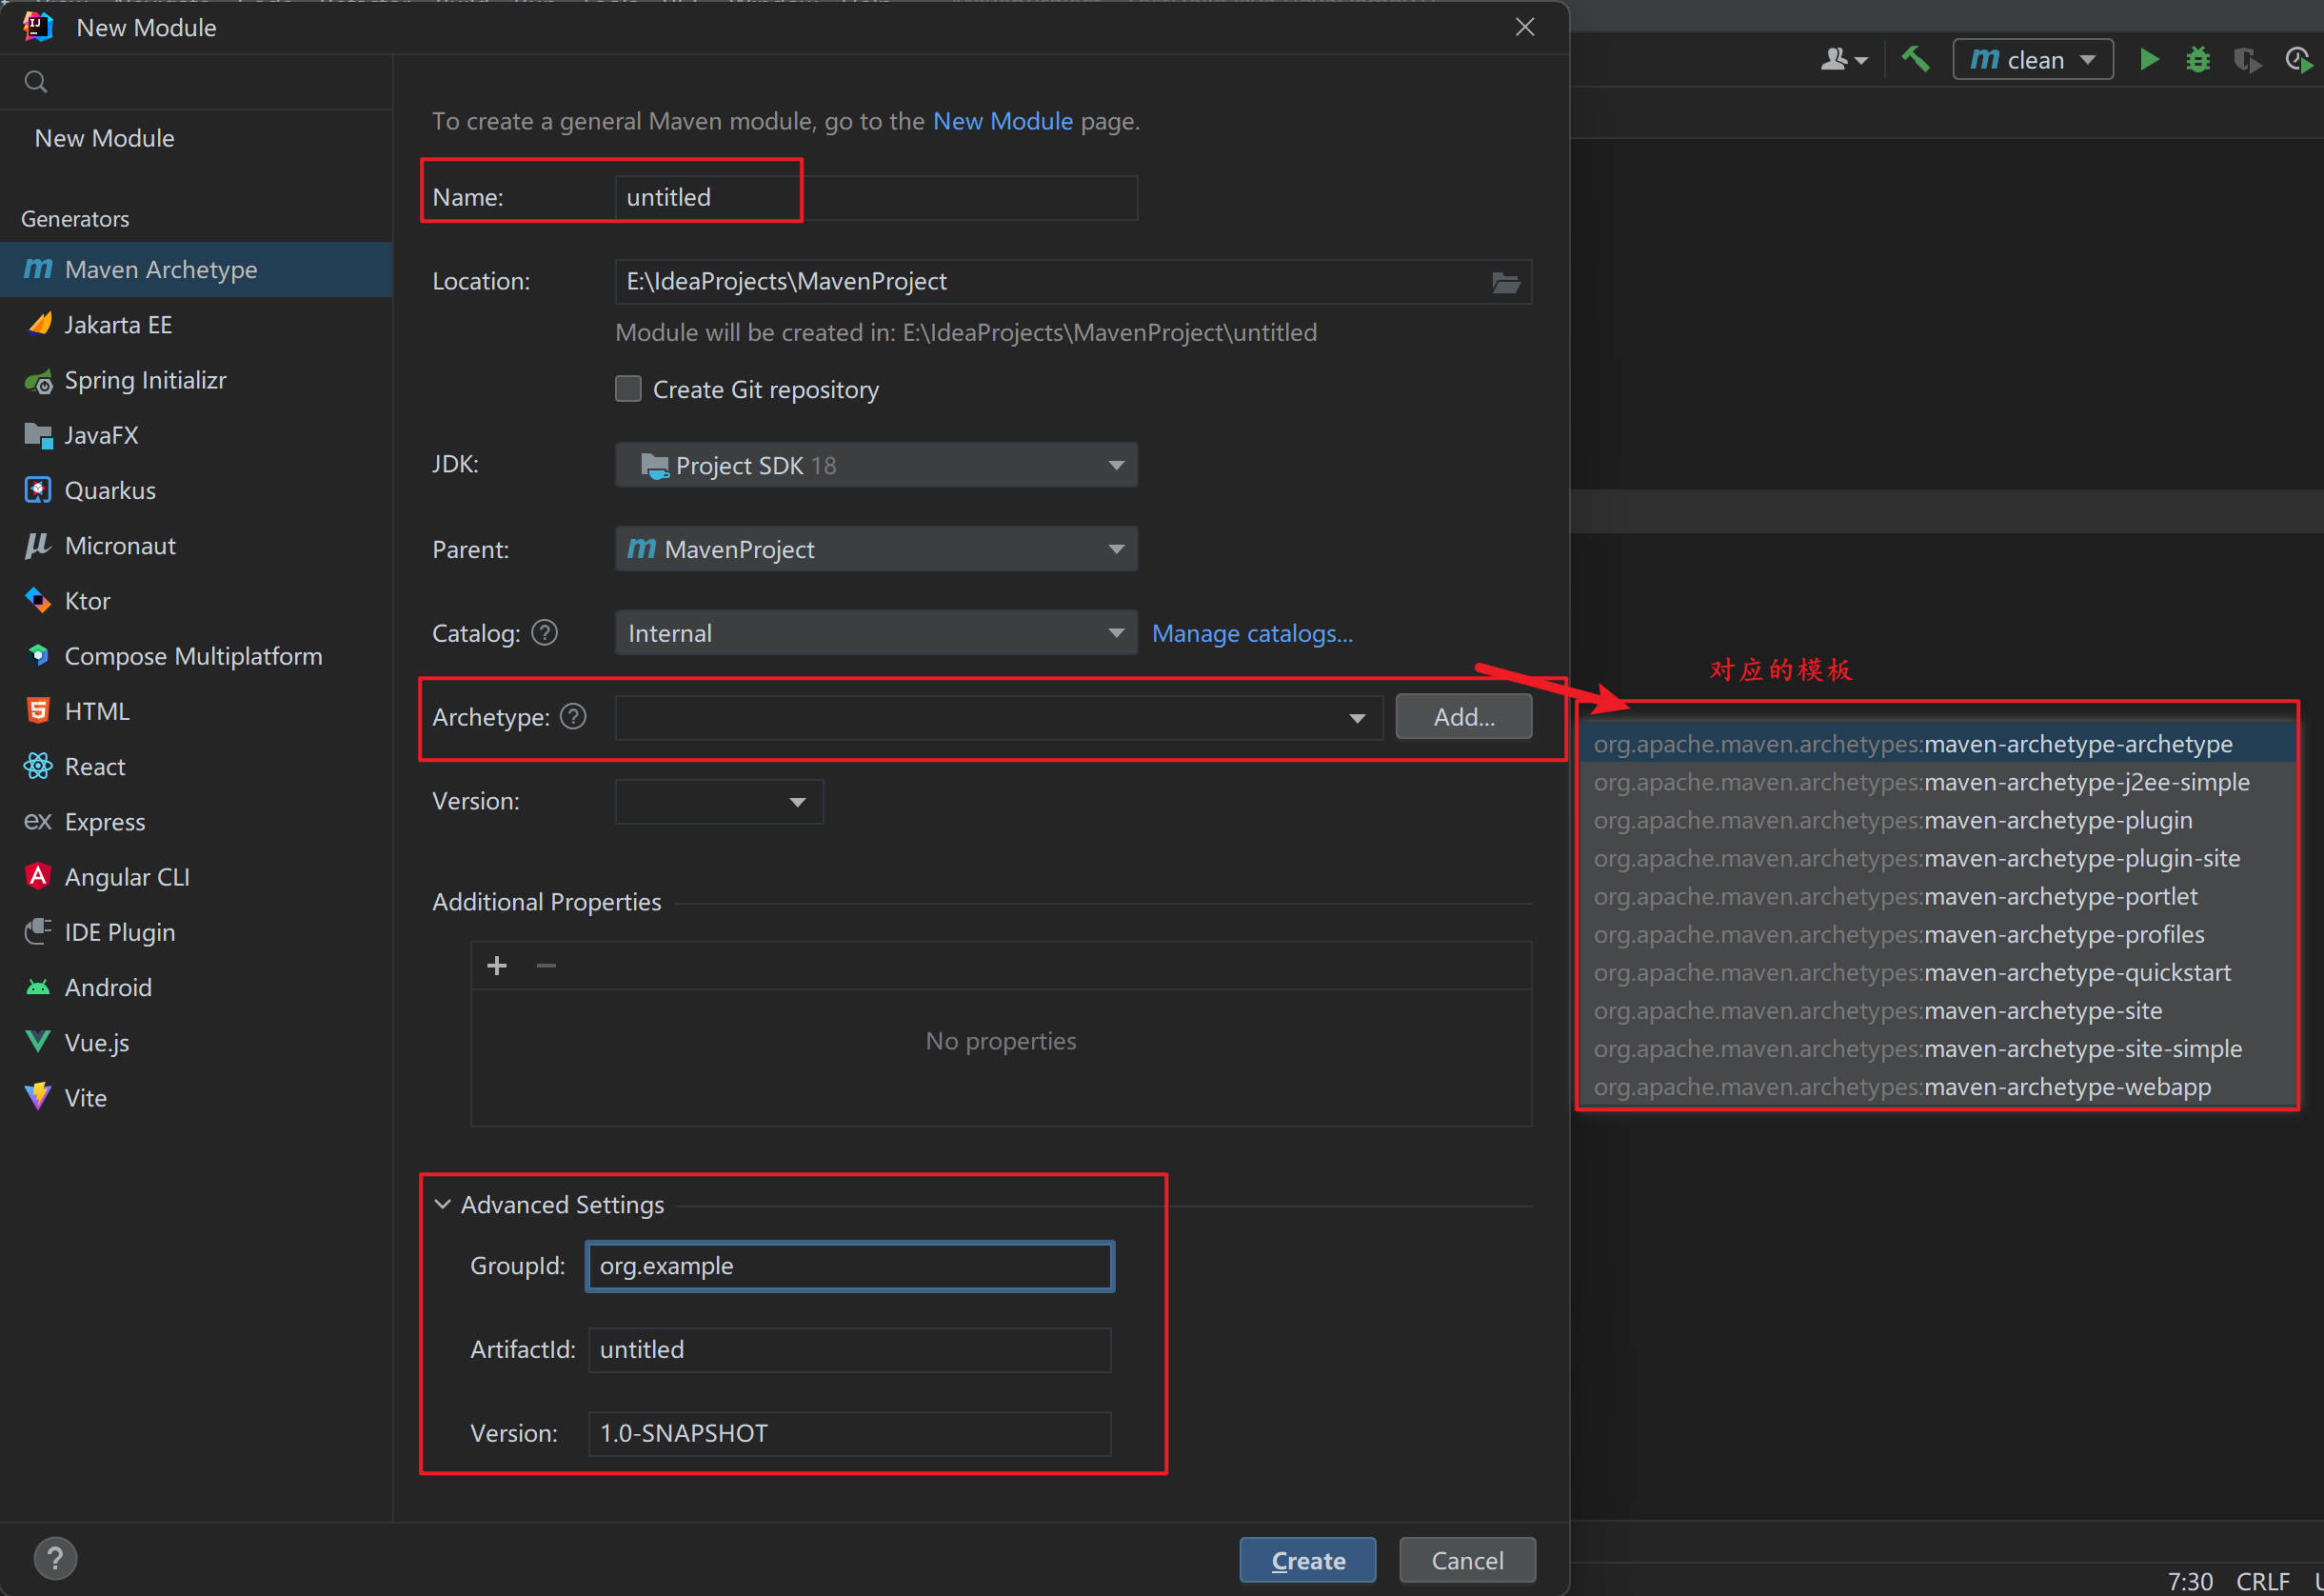 New Module
New Module
Generators
Maven Archetype
Jakarta EE
Spring Initializr
JavaFX
Quarkus
Micronaut
Ktor
Compose Multiplatform
HTML
React
ex Express
Angular CLI
IDE Plugin
Android
Vue.js
Vite
To create a general Maven module, go to the New Module page.
Name: untitled
Location: E:\IdeaProjects\MavenProject
Module will be created in: E:\IdeaProjects\MavenProject\untitled
Create Git repository
JDK: Project SDK 18
Parent: MavenProject
Catalog: ? Internal Manage catalogs...
Archetype: ? Add...
Version:
Additional Properties
No properties
Advanced Settings
GroupId: org.example
ArtifactId: untitled
Version: 1.0-SNAPSHOT
? Create Cancel
clean
对应的模板
org.apache.maven.archetypes:maven-archetype-archetype
org.apache.maven.archetypes:maven-archetype-j2ee-simple
org.apache.maven.archetypes:maven-archetype-plugin
org.apache.maven.archetypes:maven-archetype-plugin-site
org.apache.maven.archetypes:maven-archetype-portlet
org.apache.maven.archetypes:maven-archetype-profiles
org.apache.maven.archetypes:maven-archetype-quickstart
org.apache.maven.archetypes:maven-archetype-site
org.apache.maven.archetypes:maven-archetype-site-simple
org.apache.maven.archetypes:maven-archetype-webapp
7:30 CRLF